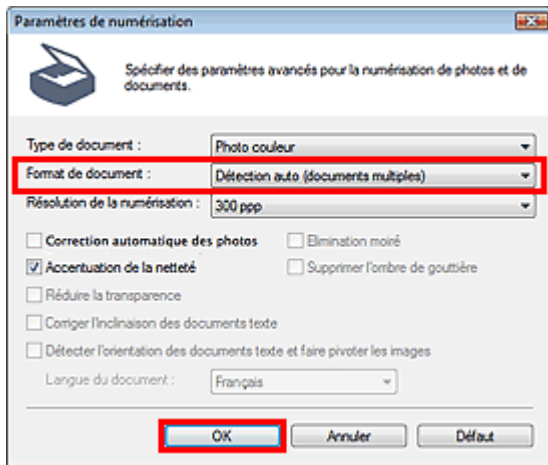 Paramètres de numérisation
Spécifier des paramètres avancés pour la numérisation de photos et de
documents.
Type de document : Photo couleur
Format de document : Détection auto (documents multiples)
Résolution de la numérisation : 300 ppp
Correction automatique des photos Elimination moiré
Accentuation de la netteté Supprimer l'ombre de gouttière
Réduire la transparence
Corriger l'inclinaison des documents texte
Détecter l'orientation des documents texte et faire pivoter les images
Langue du document : Français
OK Annuler Défaut